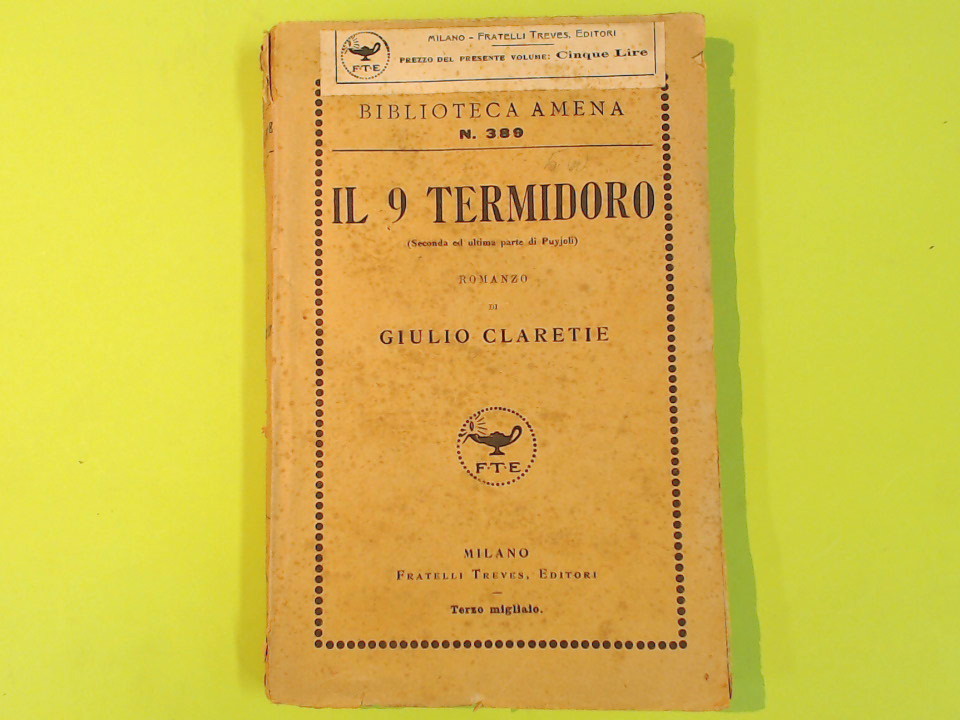 MILANO - FRATELLI TREVES, EDITORI
PREZZO DEL PRESENTE VOLUME: Cinque Lire
F·T·E
BIBLIOTECA AMENA
N. 389
IL 9 TERMIDORO
(Seconda ed ultima parte di Puyjoli)
ROMANZO
DI
GIULIO CLARETIE
F·T·E
MILANO
FRATELLI TREVES, EDITORI
Terzo migliaio.